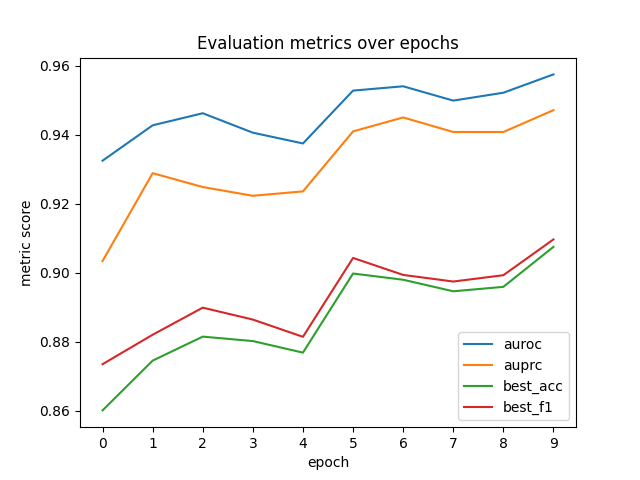 Evaluation metrics over epochs
metric score
0.96
0.94
0.92
0.90
0.88
0.86
auroc
auprc
best_acc
best_f1
0 1 2 3 4 5 6 7 8 9
epoch